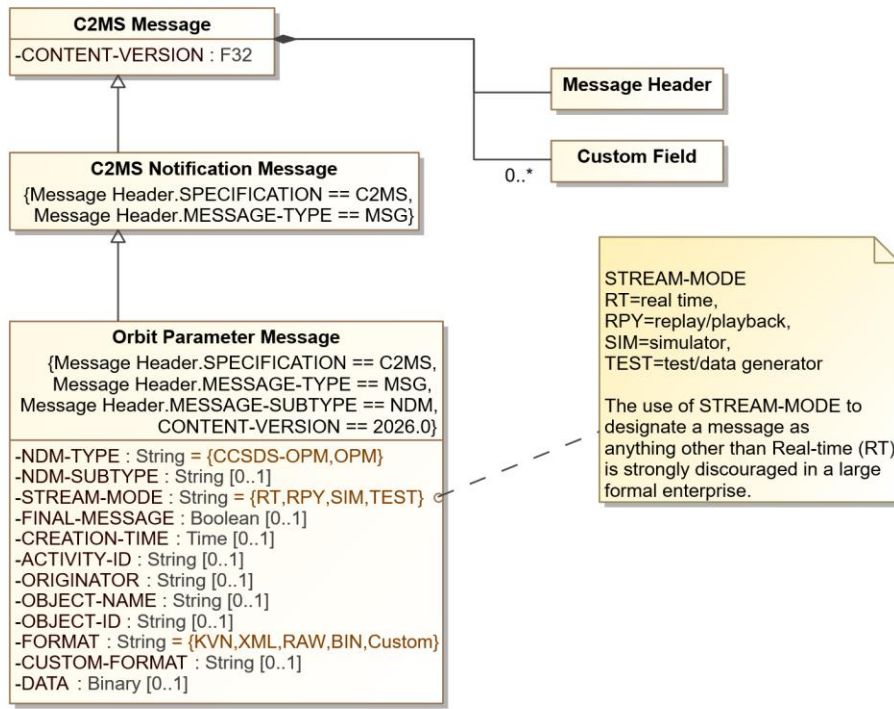 C2MS Message
-CONTENT-VERSION : F32
Message Header
Custom Field
0..*
C2MS Notification Message
{Message Header.SPECIFICATION == C2MS,
Message Header.MESSAGE-TYPE == MSG}
Orbit Parameter Message
{Message Header.SPECIFICATION == C2MS,
Message Header.MESSAGE-TYPE == MSG,
Message Header.MESSAGE-SUBTYPE == NDM,
CONTENT-VERSION == 2026.0}
-NDM-TYPE : String = {CCSDS-OPM,OPM}
-NDM-SUBTYPE : String [0..1]
-STREAM-MODE : String = {RT,RPY,SIM,TEST}
-FINAL-MESSAGE : Boolean [0..1]
-CREATION-TIME : Time [0..1]
-ACTIVITY-ID : String [0..1]
-ORIGINATOR : String [0..1]
-OBJECT-NAME : String [0..1]
-OBJECT-ID : String [0..1]
-FORMAT : String = {KVN,XML,RAW,BIN,Custom}
-CUSTOM-FORMAT : String [0..1]
-DATA : Binary [0..1]
STREAM-MODE
RT=real time,
RPY=replay/playback,
SIM=simulator,
TEST=test/data generator
The use of STREAM-MODE to
designate a message as
anything other than Real-time (RT)
is strongly discouraged in a large
formal enterprise.